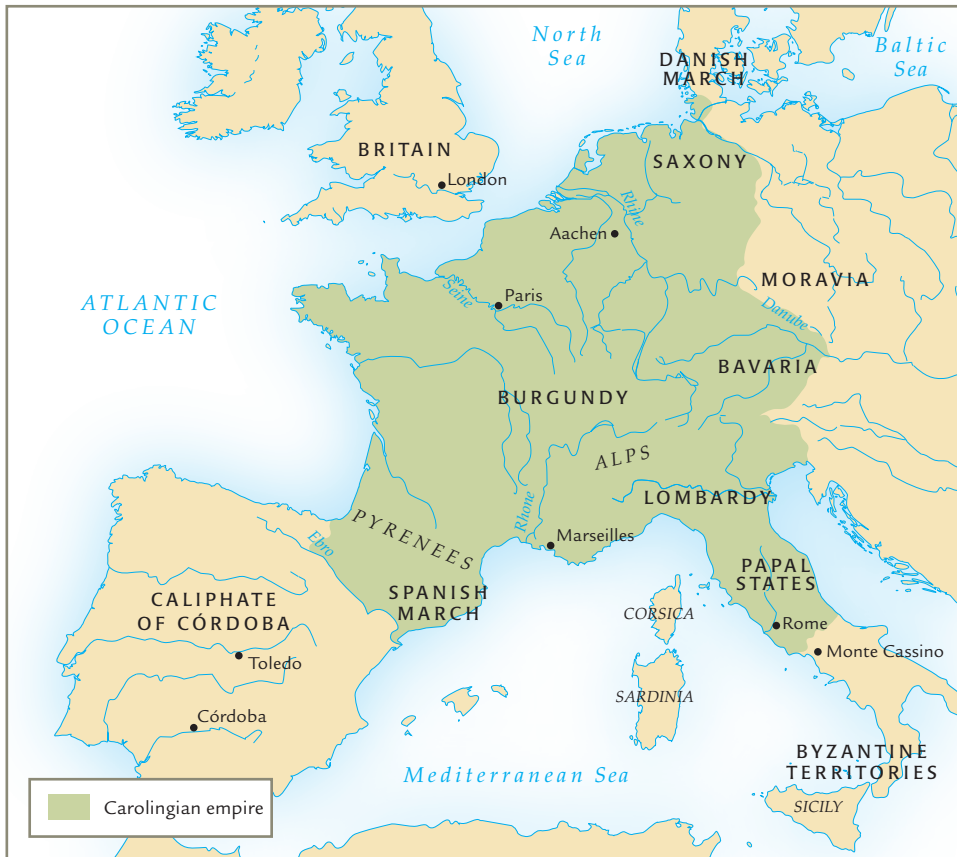 North
Sea
Baltic
Sea
DANISH
MARCH
BRITAIN
London
SAXONY
Rhine
Aachen
ATLANTIC
OCEAN
Seine
Paris
MORAVIA
Danube
BAVARIA
BURGUNDY
ALPS
LOMBARDY
Rhone
Marseilles
PYRENEES
Ebro
SPANISH
MARCH
PAPAL
STATES
CALIPHATE
OF CÓRDOBA
CORSICA
Rome
Monte Cassino
Toledo
SARDINIA
Córdoba
BYZANTINE
TERRITORIES
Mediterranean Sea
SICILY
Carolingian empire